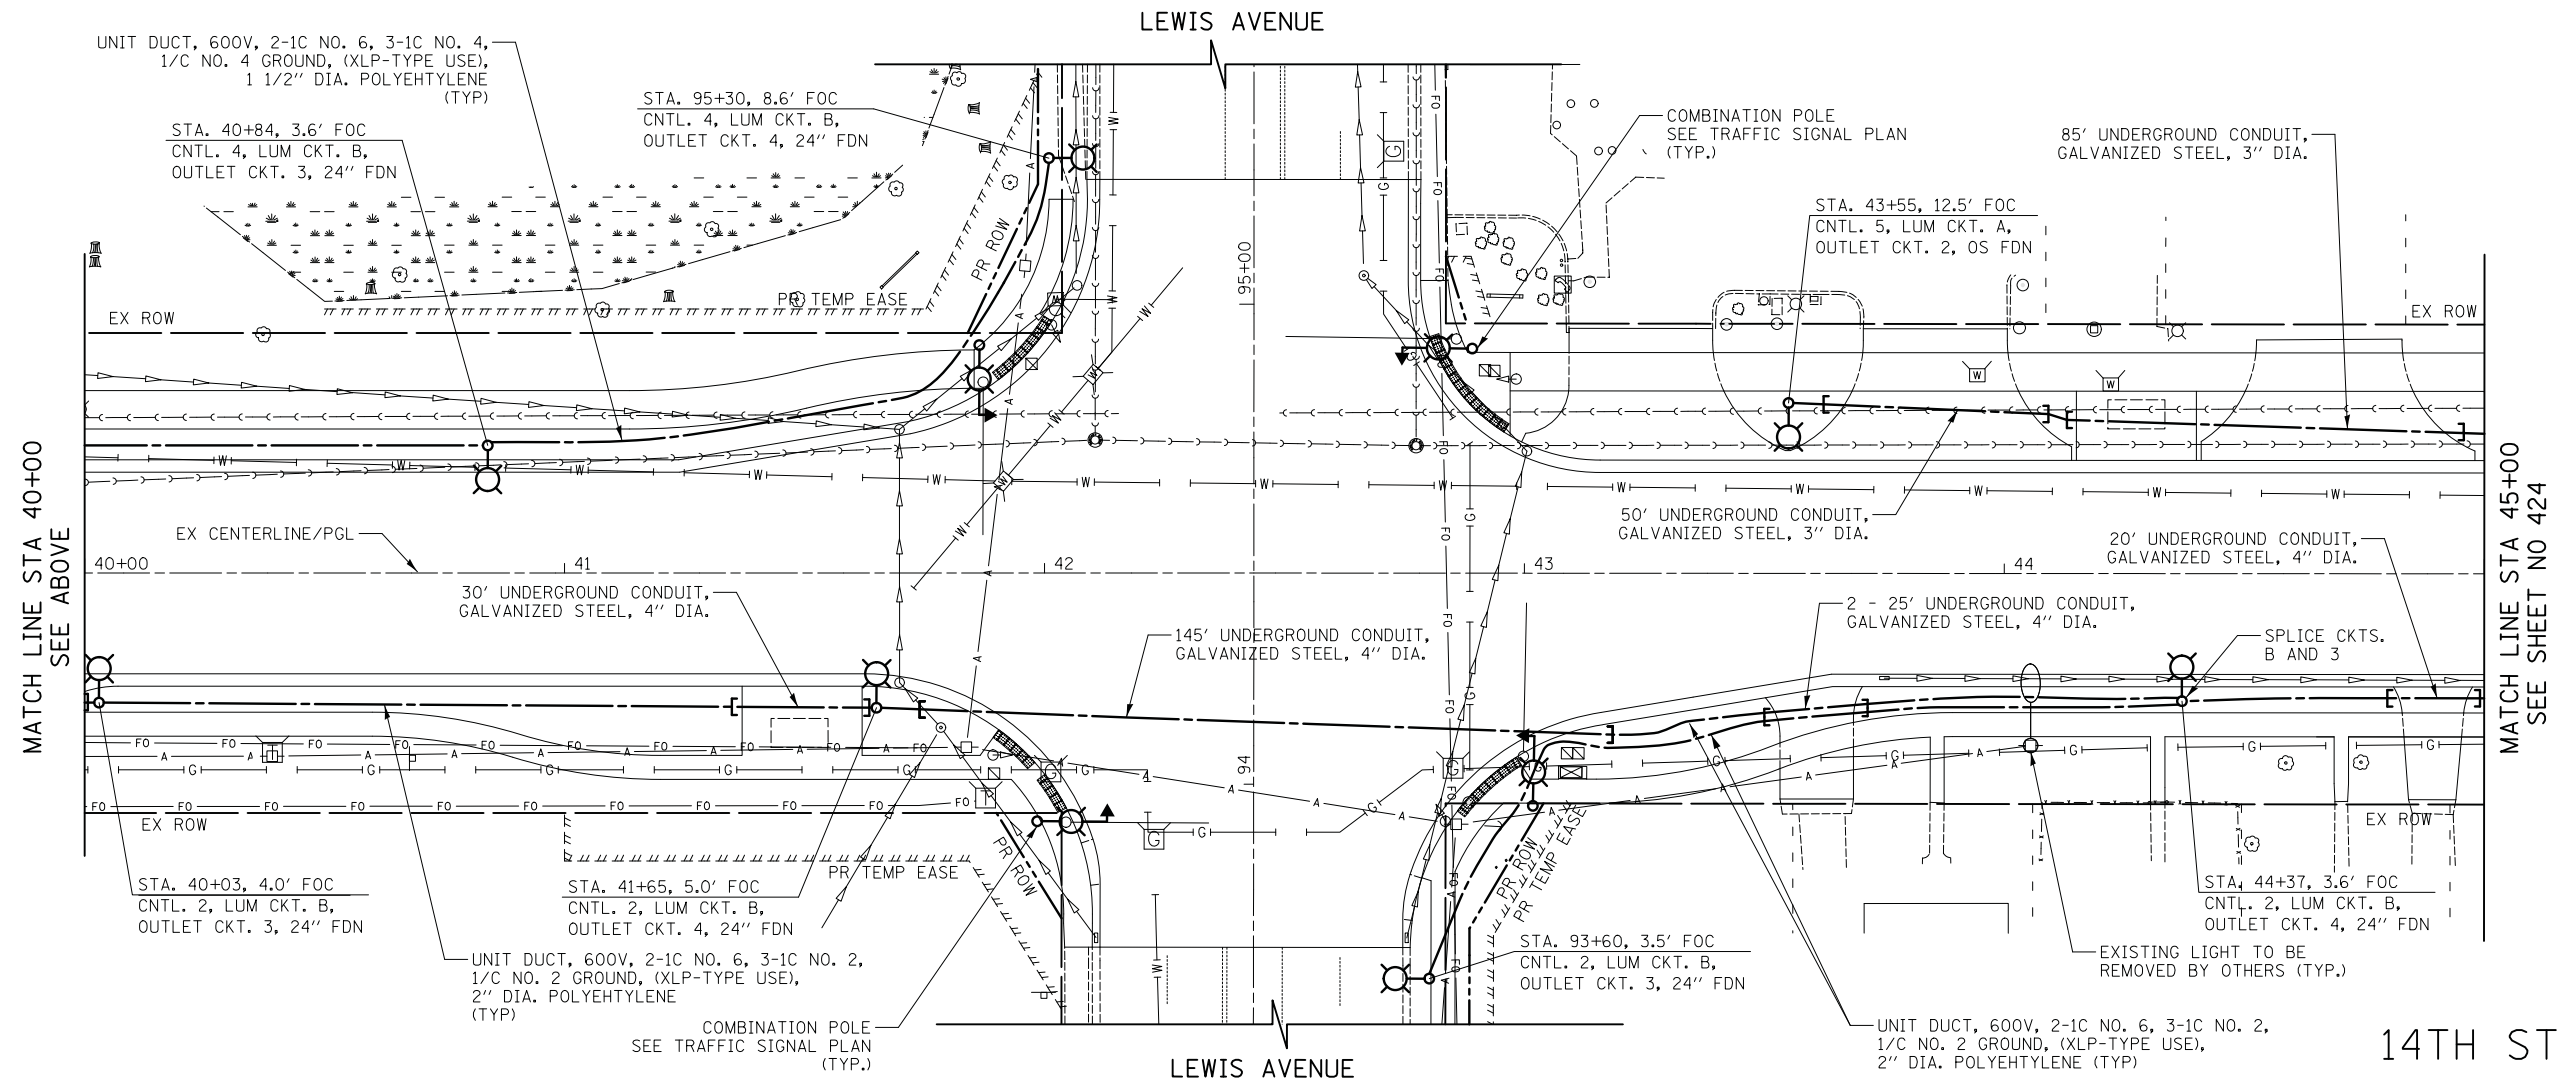 LEWIS AVENUE
UNIT DUCT, 600V, 2-1C NO. 6, 3-1C NO. 4,
1/C NO. 4 GROUND, (XLP-TYPE USE),
1 1/2" DIA. POLYEHTYLENE
(TYP)
STA. 40+84, 3.6' FOC
CNTL. 4, LUM CKT. B,
OUTLET CKT. 3, 24" FDN
STA. 95+30, 8.6' FOC
CNTL. 4, LUM CKT. B,
OUTLET CKT. 4, 24" FDN
COMBINATION POLE
SEE TRAFFIC SIGNAL PLAN
(TYP.)
85' UNDERGROUND CONDUIT,
GALVANIZED STEEL, 3" DIA.
STA. 43+55, 12.5' FOC
CNTL. 5, LUM CKT. A,
OUTLET CKT. 2, OS FDN
PR ROW
95+00
PR TEMP EASE
EX ROW
EX ROW
MATCH LINE STA 40+00
SEE ABOVE
EX CENTERLINE/PGL
40+00
41
42
43
44
50' UNDERGROUND CONDUIT,
GALVANIZED STEEL, 3" DIA.
20' UNDERGROUND CONDUIT,
GALVANIZED STEEL, 4" DIA.
MATCH LINE STA 45+00
SEE SHEET NO 424
30' UNDERGROUND CONDUIT,
GALVANIZED STEEL, 4" DIA.
145' UNDERGROUND CONDUIT,
GALVANIZED STEEL, 4" DIA.
2 - 25' UNDERGROUND CONDUIT,
GALVANIZED STEEL, 4" DIA.
SPLICE CKTS.
B AND 3
94
EX ROW
EX ROW
PR TEMP EASE
PR ROW
PR ROW
PR TEMP EASE
STA. 40+03, 4.0' FOC
CNTL. 2, LUM CKT. B,
OUTLET CKT. 3, 24" FDN
STA. 41+65, 5.0' FOC
CNTL. 2, LUM CKT. B,
OUTLET CKT. 4, 24" FDN
STA. 44+37, 3.6' FOC
CNTL. 2, LUM CKT. B,
OUTLET CKT. 4, 24" FDN
UNIT DUCT, 600V, 2-1C NO. 6, 3-1C NO. 2,
1/C NO. 2 GROUND, (XLP-TYPE USE),
2" DIA. POLYEHTYLENE
(TYP)
STA. 93+60, 3.5' FOC
CNTL. 2, LUM CKT. B,
OUTLET CKT. 3, 24" FDN
EXISTING LIGHT TO BE
REMOVED BY OTHERS (TYP.)
COMBINATION POLE
SEE TRAFFIC SIGNAL PLAN
(TYP.)
UNIT DUCT, 600V, 2-1C NO. 6, 3-1C NO. 2,
1/C NO. 2 GROUND, (XLP-TYPE USE),
2" DIA. POLYEHTYLENE (TYP)
LEWIS AVENUE
14TH ST